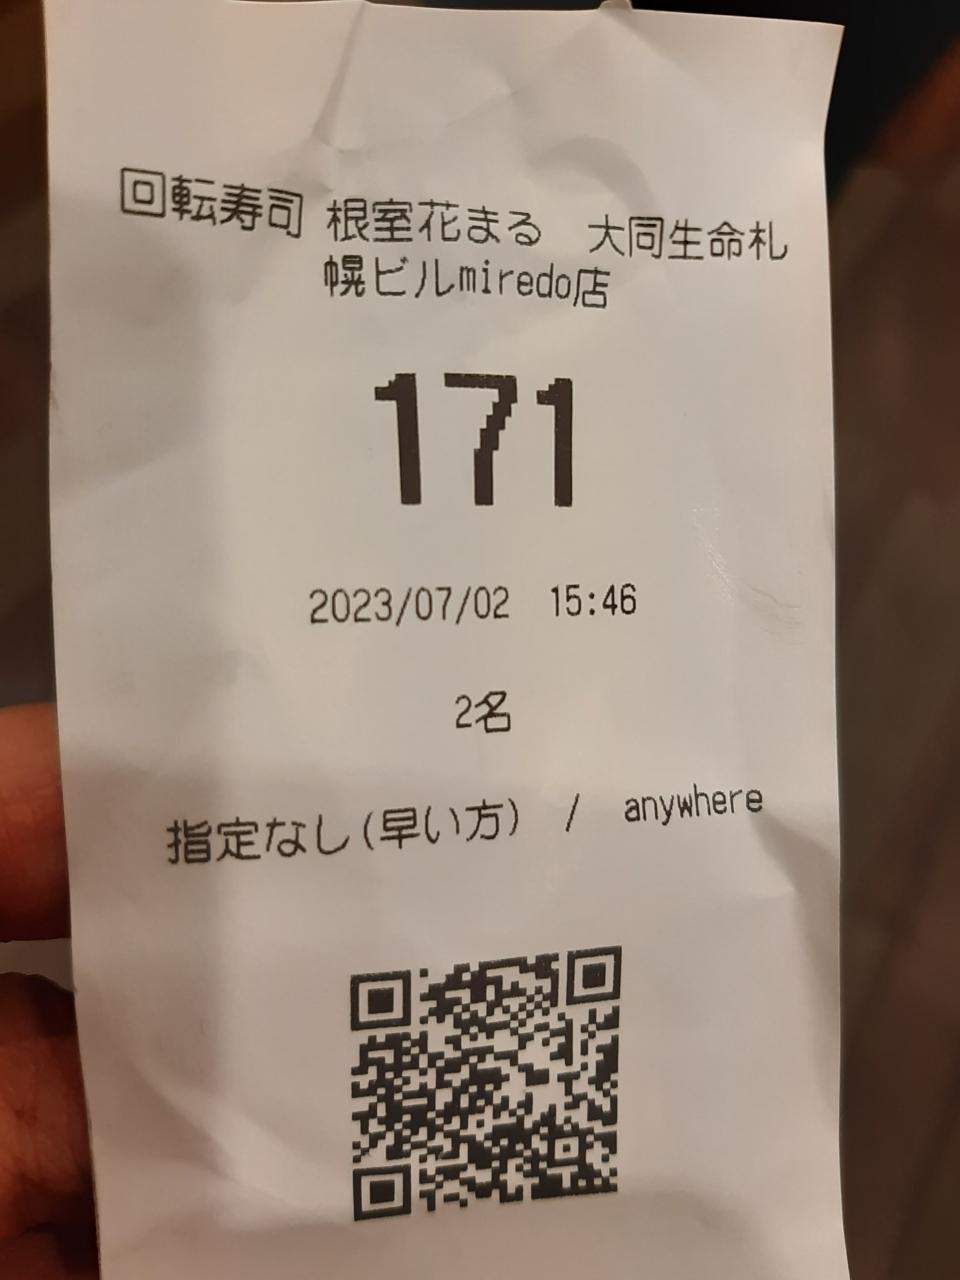 回転寿司 根室花まる　大同生命札
幌ビルmiredo店
171
2023/07/02　15:46
2名
指定なし(早い方)　/　anywhere